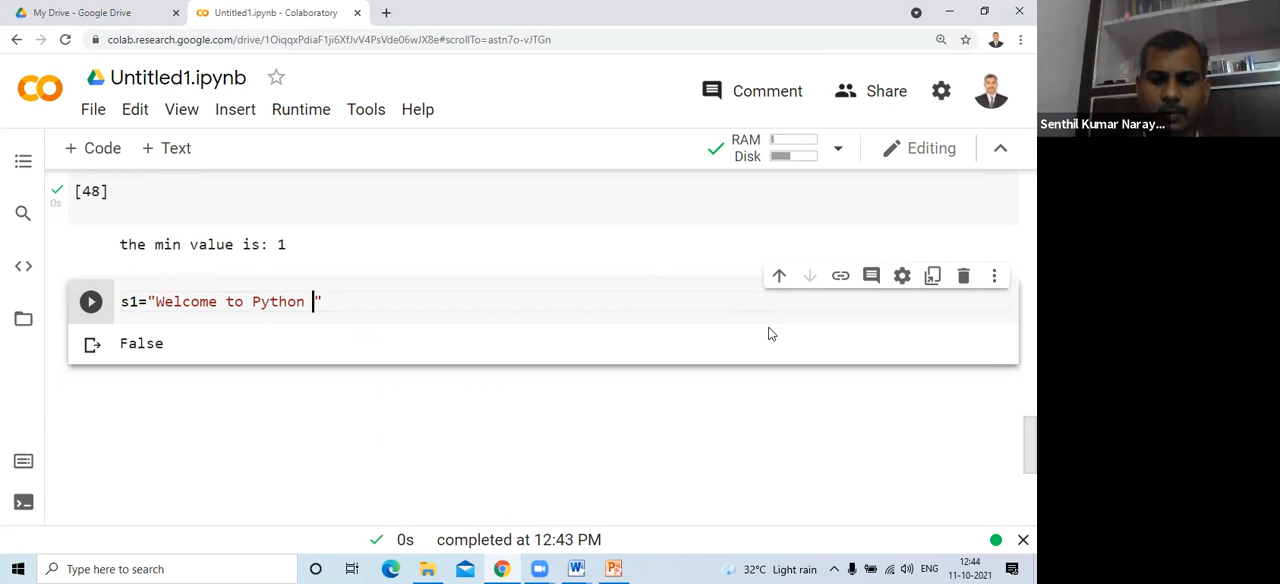 My Drive - Google Drive
Untitled1.ipynb - Colaboratory
colab.research.google.com/drive/1OiqqxPdiaF1ji6XfJvV4PsVde06wJX8e#scrollTo=astn7o-vJTGn
Untitled1.ipynb
Comment
Share
File Edit View Insert Runtime Tools Help
+ Code + Text
RAM
Disk
Editing
[48]
0s
the min value is: 1
s1="Welcome to Python "
False
0s completed at 12:43 PM
Type here to search
32°C Light rain
ENG
12:44
11-10-2021
Senthil Kumar Naray...